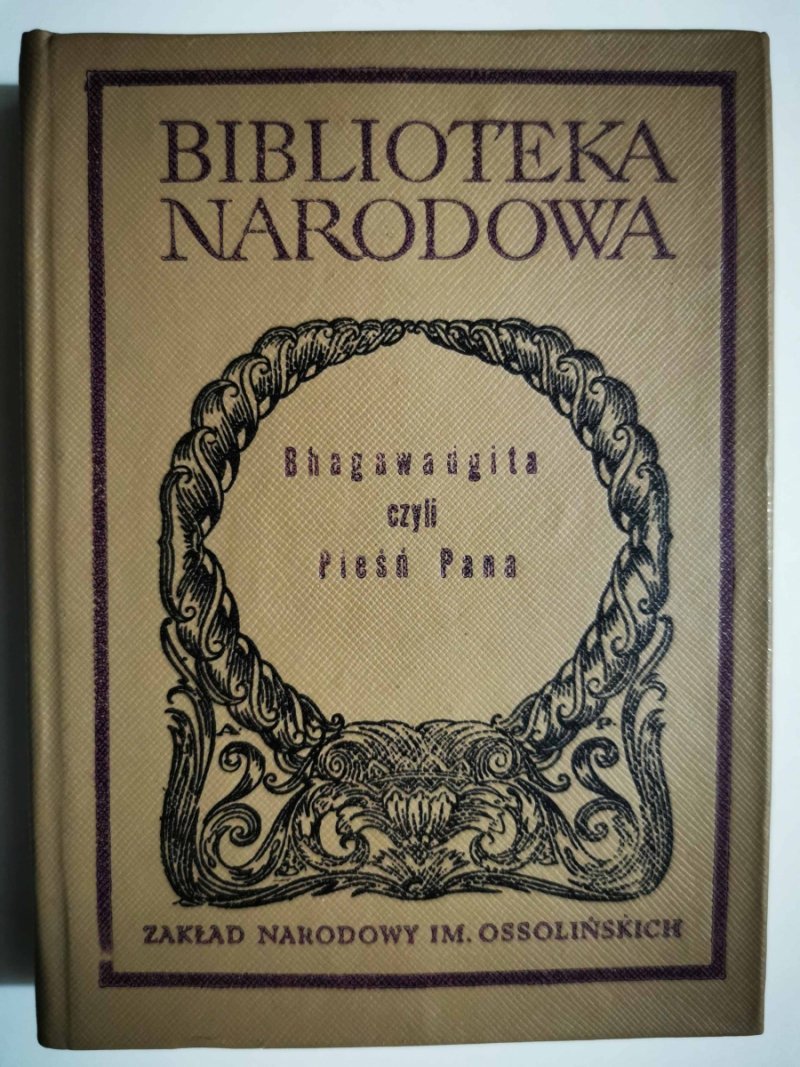 BIBLIOTEKA
NARODOWA
Bhagawadgita
czyli
Pieśń Pana
A P
ZAKŁAD NARODOWY IM. OSSOLIŃSKICH